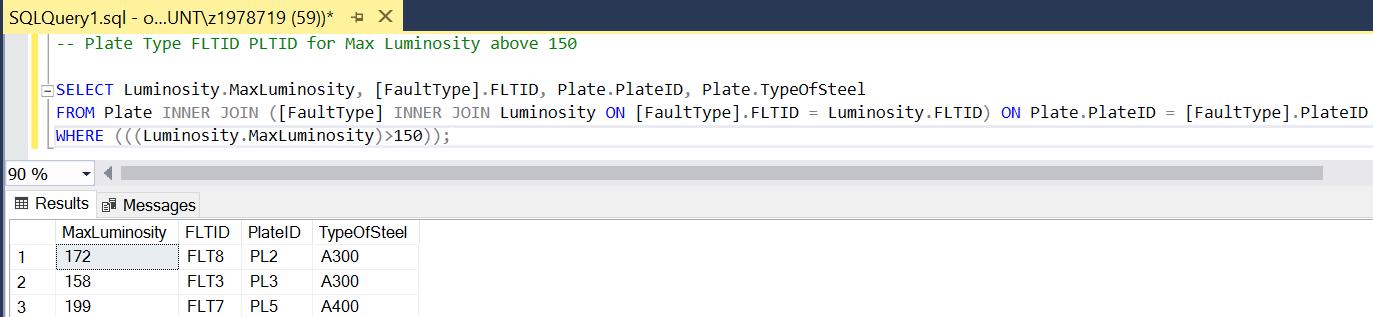 SQLQuery1.sql - o...UNT\z1978719 (59))*
-- Plate Type FLTID PLTID for Max Luminosity above 150
SELECT Luminosity.MaxLuminosity, [FaultType].FLTID, Plate.PlateID, Plate.TypeOfSteel
FROM Plate INNER JOIN ([FaultType] INNER JOIN Luminosity ON [FaultType].FLTID = Luminosity.FLTID) ON Plate.PlateID = [FaultType].PlateID
WHERE (((Luminosity.MaxLuminosity)>150));
90 %
Results Messages
MaxLuminosity FLTID PlateID TypeOfSteel
1 172 FLT8 PL2 A300
2 158 FLT3 PL3 A300
3 199 FLT7 PL5 A400